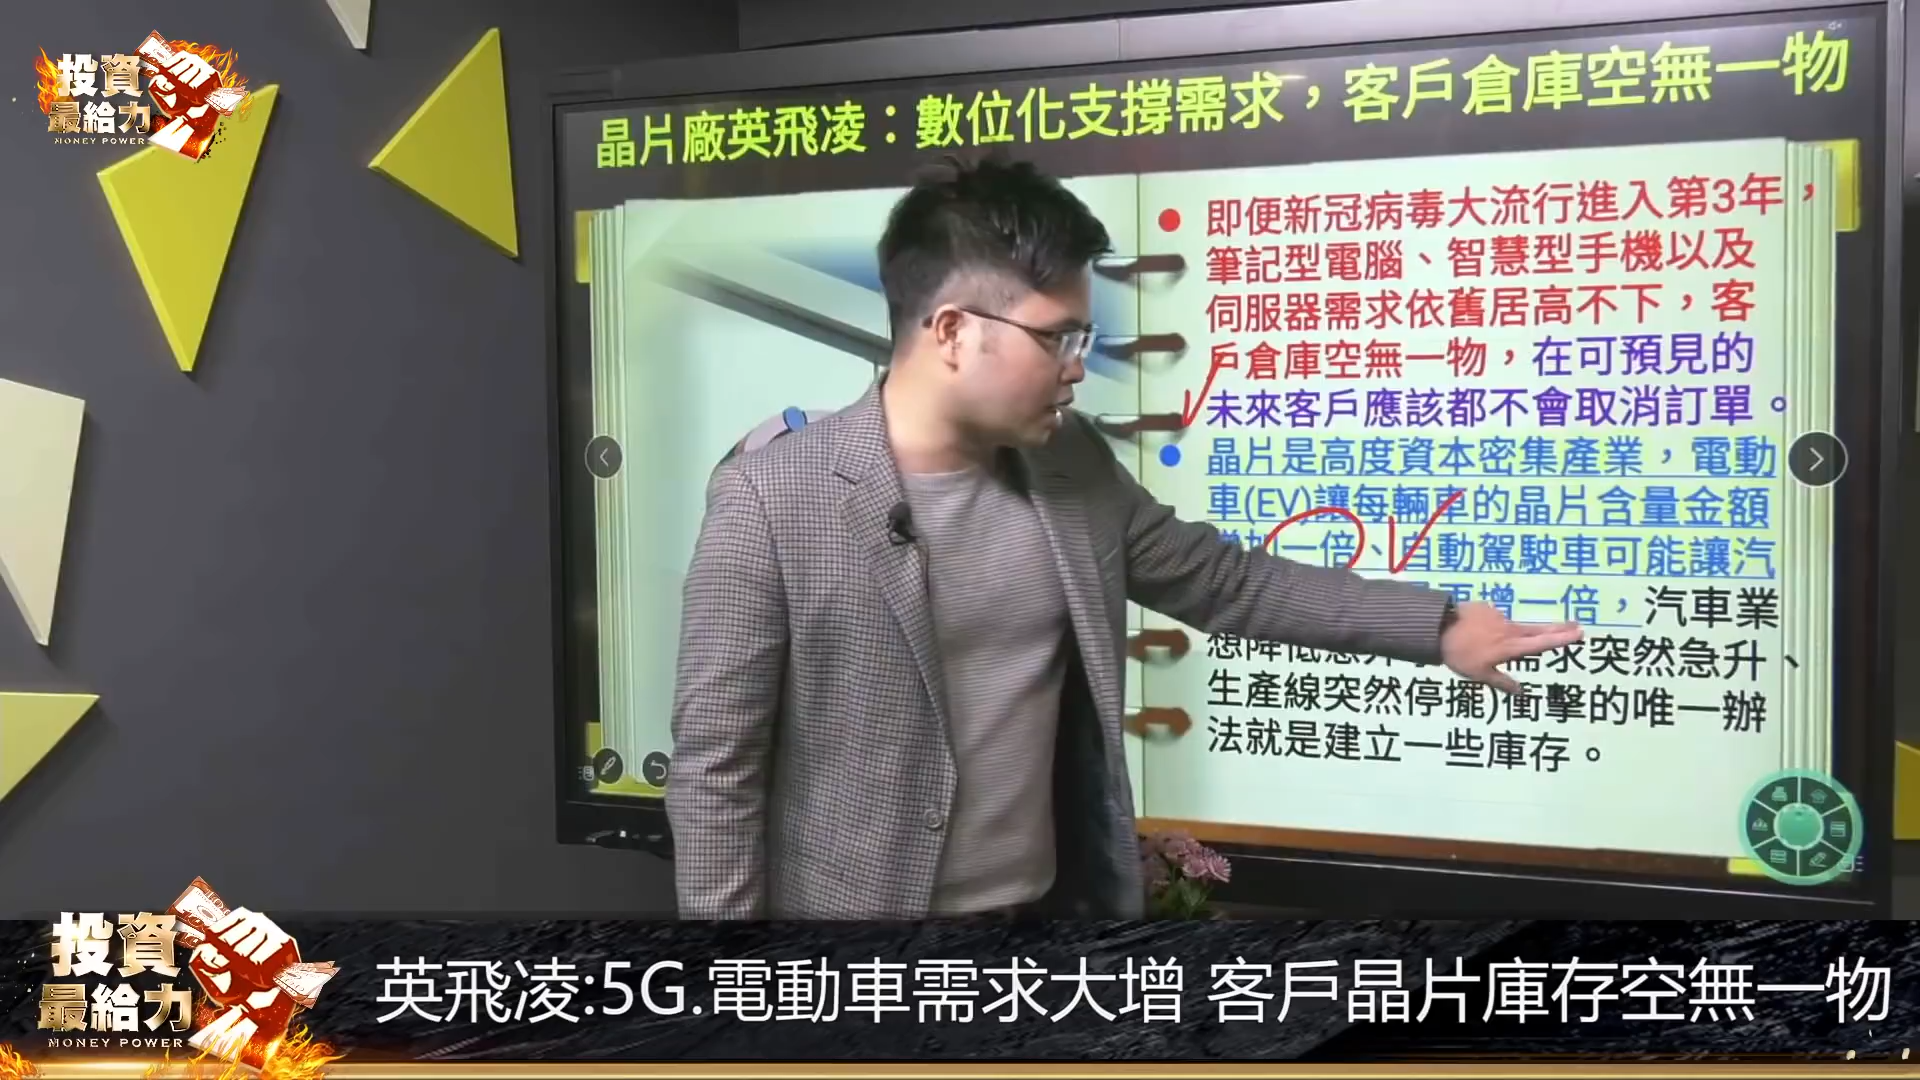 投資
最給力
MONEY POWER
晶片廠英飛凌：數位化支撐需求，客戶倉庫空無一物
即便新冠病毒大流行進入第3年，
筆記型電腦、智慧型手機以及
伺服器需求依舊居高不下，客
戶倉庫空無一物，在可預見的
未來客戶應該都不會取消訂單。
晶片是高度資本密集產業，電動
車(EV)讓每輛車的晶片含量金額
增加一倍、自動駕駛車可能讓汽
再增一倍，汽車業
想降低意外 需求突然急升、
生產線突然停擺)衝擊的唯一辦
法就是建立一些庫存。
投資
最給力
MONEY POWER
英飛凌:5G.電動車需求大增 客戶晶片庫存空無一物